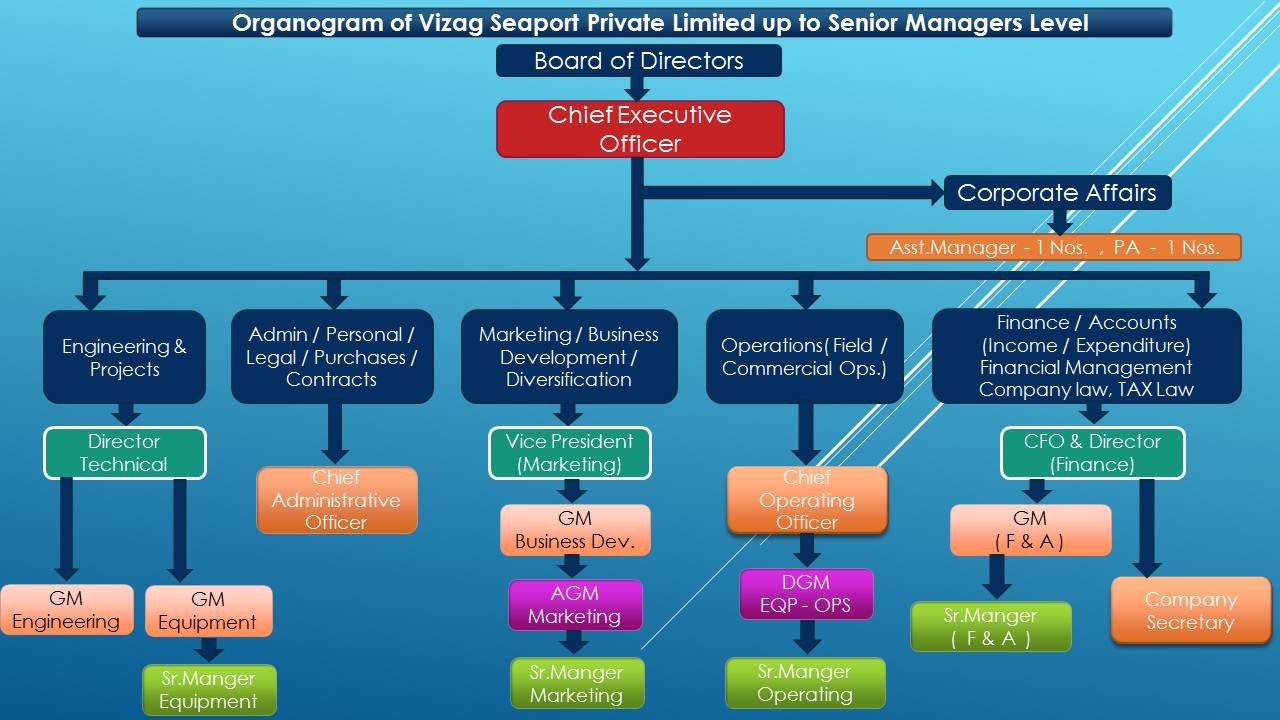 Organogram of Vizag Seaport Private Limited up to Senior Managers Level
Board of Directors
Chief Executive
Officer
Corporate Affairs
Asst.Manager - 1 Nos. , PA - 1 Nos.
Engineering &
Projects
Admin / Personal /
Legal / Purchases /
Contracts
Marketing / Business
Development /
Diversification
Operations( Field /
Commercial Ops.)
Finance / Accounts
(Income / Expenditure)
Financial Management
Company law, TAX Law
Director
Technical
Chief
Administrative
Officer
Vice President
(Marketing)
Chief
Operating
Officer
CFO & Director
(Finance)
GM
Business Dev.
GM
( F & A )
GM
Engineering
GM
Equipment
AGM
Marketing
DGM
EQP - OPS
Sr.Manger
( F & A )
Company
Secretary
Sr.Manger
Equipment
Sr.Manger
Marketing
Sr.Manger
Operating